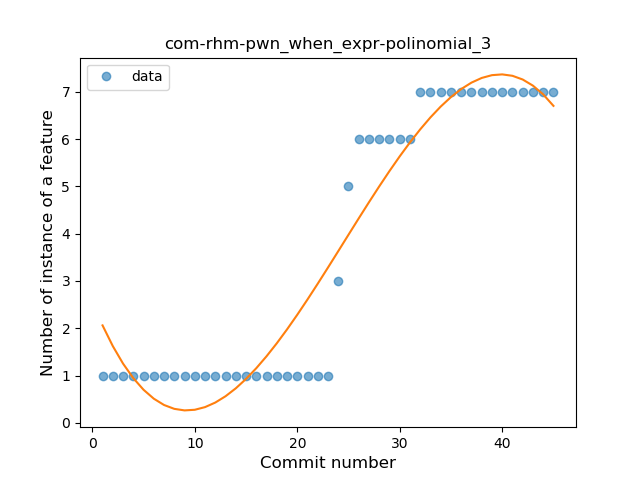 com-rhm-pwn_when_expr-polinomial_3
data
Number of instance of a feature
7
6
5
4
3
2
1
0
0 10 20 30 40
Commit number